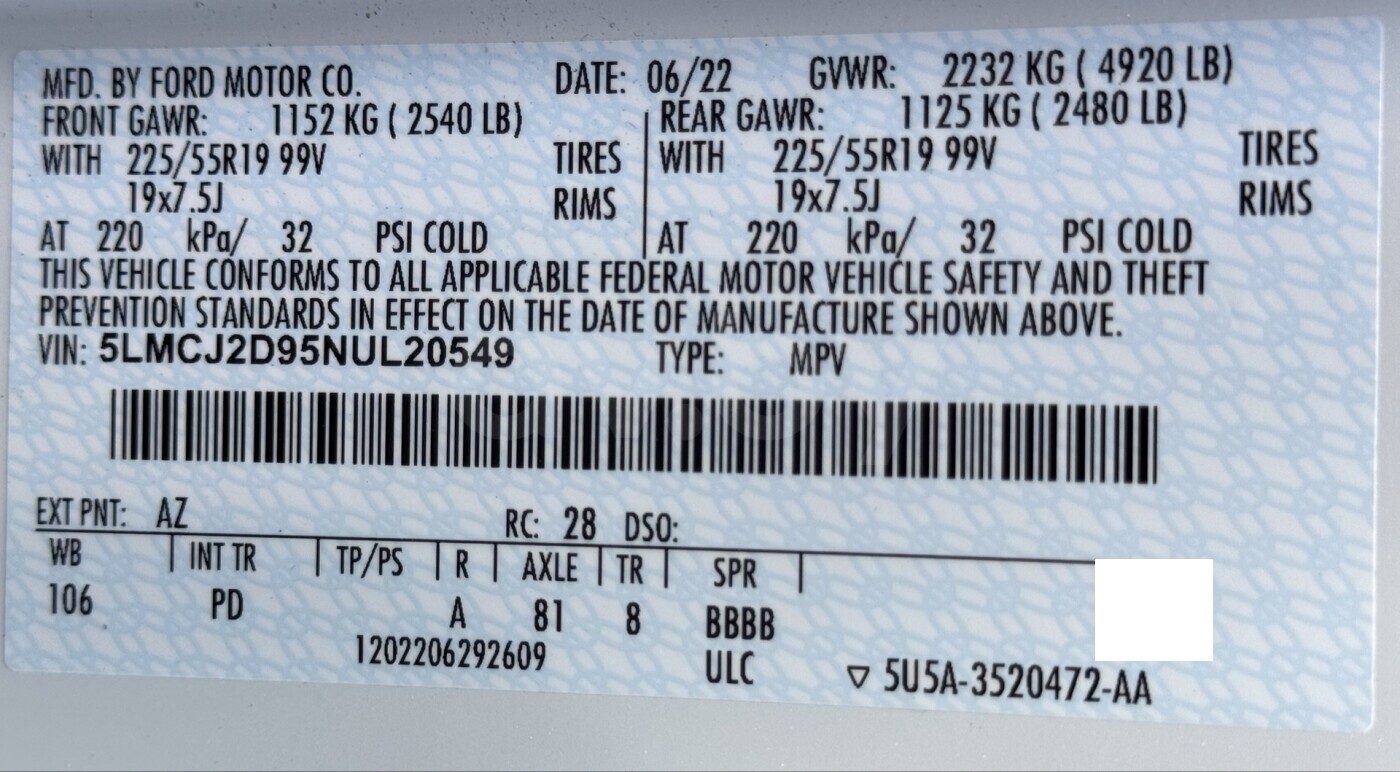 MFD. BY FORD MOTOR CO. DATE: 06/22 GVWR: 2232 KG ( 4920 LB)
FRONT GAWR: 1152 KG ( 2540 LB) REAR GAWR: 1125 KG ( 2480 LB)
WITH 225/55R19 99V TIRES WITH 225/55R19 99V TIRES
19x7.5J RIMS 19x7.5J RIMS
AT 220 kPa/ 32 PSI COLD AT 220 kPa/ 32 PSI COLD
THIS VEHICLE CONFORMS TO ALL APPLICABLE FEDERAL MOTOR VEHICLE SAFETY AND THEFT
PREVENTION STANDARDS IN EFFECT ON THE DATE OF MANUFACTURE SHOWN ABOVE.
VIN: 5LMCJ2D95NUL20549 TYPE: MPV
EXT PNT: AZ RC: 28 DSO:
WB INT TR TP/PS R AXLE TR SPR
106 PD A 81 8 BBBB
1202206292609 ULC ▽ 5U5A-3520472-AA